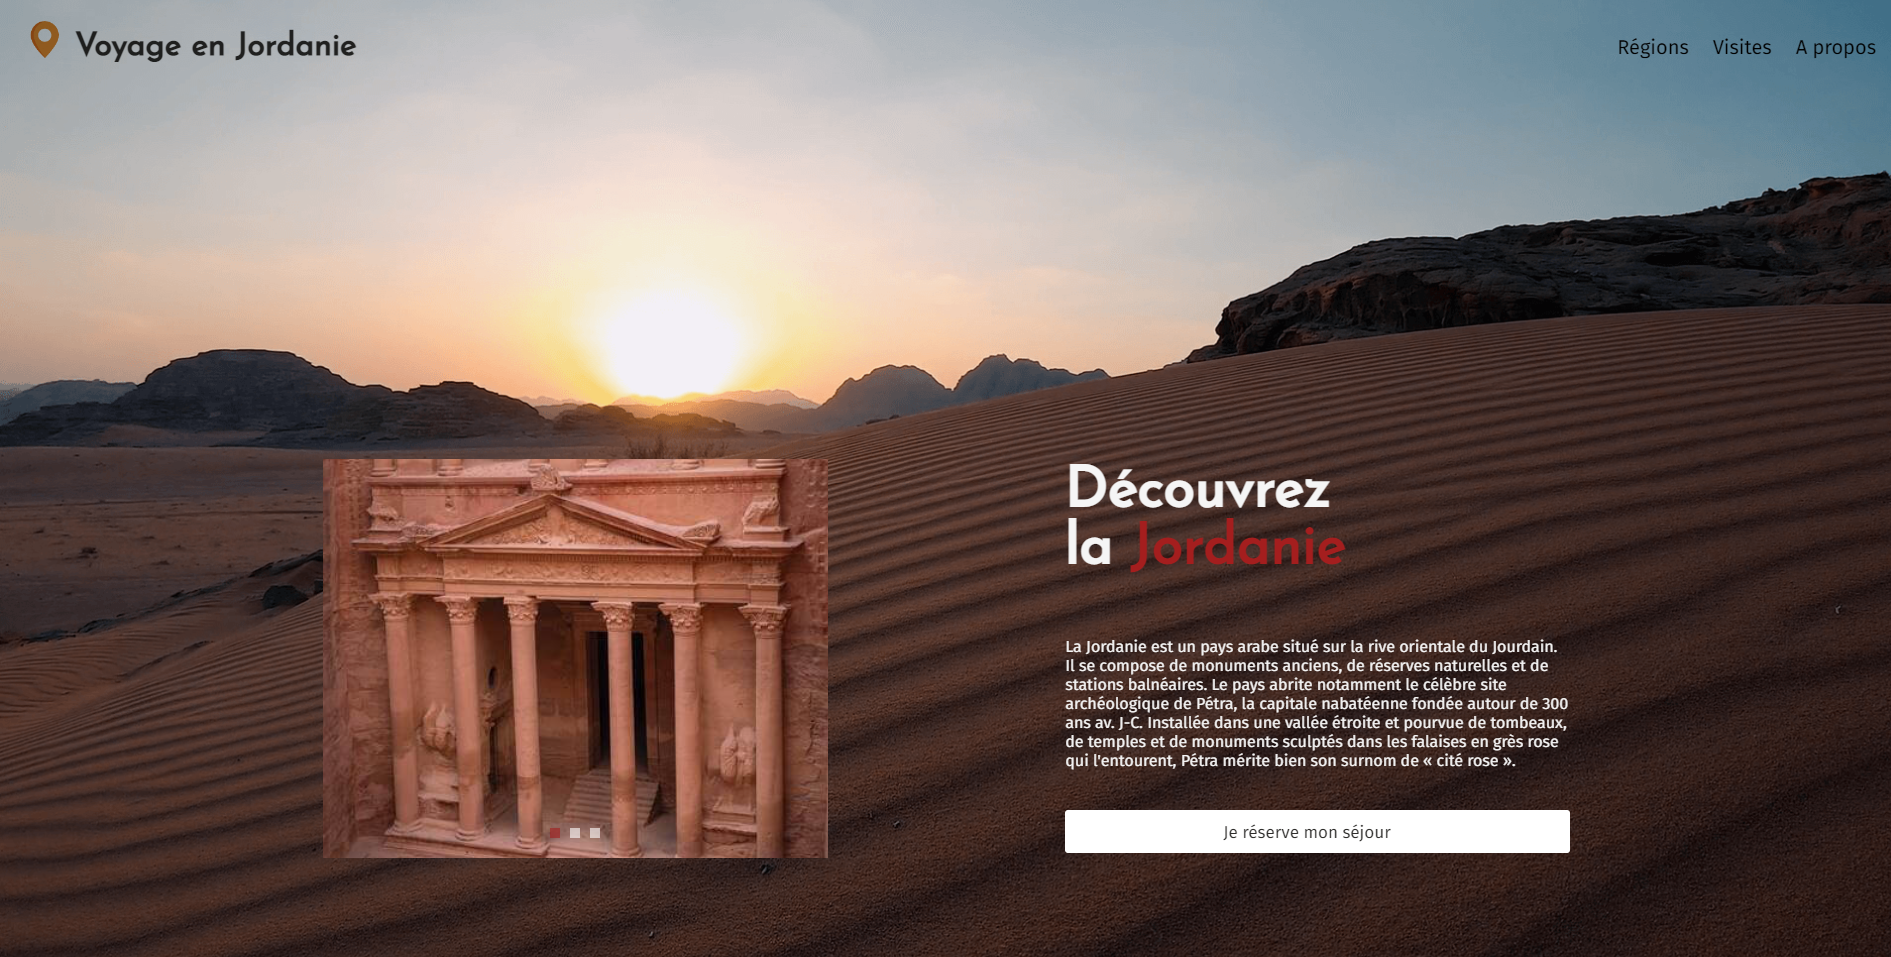 Voyage en Jordanie
Régions Visites A propos
Découvrez
la Jordanie
La Jordanie est un pays arabe situé sur la rive orientale du Jourdain.
Il se compose de monuments anciens, de réserves naturelles et de
stations balnéaires. Le pays abrite notamment le célèbre site
archéologique de Pétra, la capitale nabatéenne fondée autour de 300
ans av. J-C. Installée dans une vallée étroite et pourvue de tombeaux,
de temples et de monuments sculptés dans les falaises en grès rose
qui l'entourent, Pétra mérite bien son surnom de « cité rose ».
Je réserve mon séjour